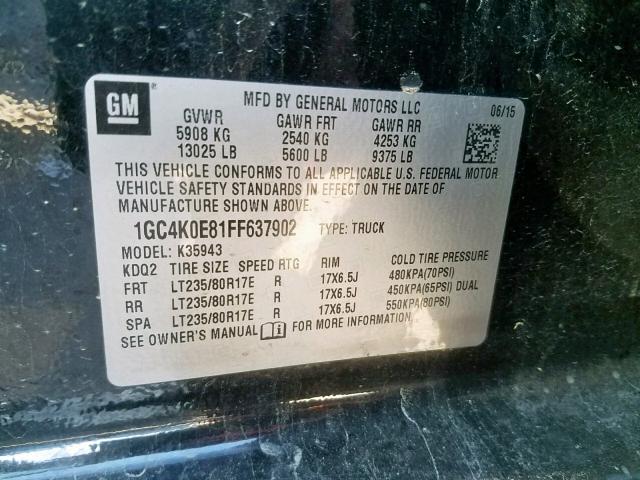 GM
MFD BY GENERAL MOTORS LLC 06/15
GVWR GAWR FRT GAWR RR
5908 KG 2540 KG 4253 KG
13025 LB 5600 LB 9375 LB
THIS VEHICLE CONFORMS TO ALL APPLICABLE U.S. FEDERAL MOTOR
VEHICLE SAFETY STANDARDS IN EFFECT ON THE DATE OF
MANUFACTURE SHOWN ABOVE.
1GC4K0E81FF637902 TYPE: TRUCK
MODEL: K35943
KDQ2 TIRE SIZE SPEED RTG RIM COLD TIRE PRESSURE
FRT LT235/80R17E R 17X6.5J 480KPA(70PSI)
RR LT235/80R17E R 17X6.5J 450KPA(65PSI) DUAL
SPA LT235/80R17E R 17X6.5J 550KPA(80PSI)
SEE OWNER'S MANUAL FOR MORE INFORMATION.